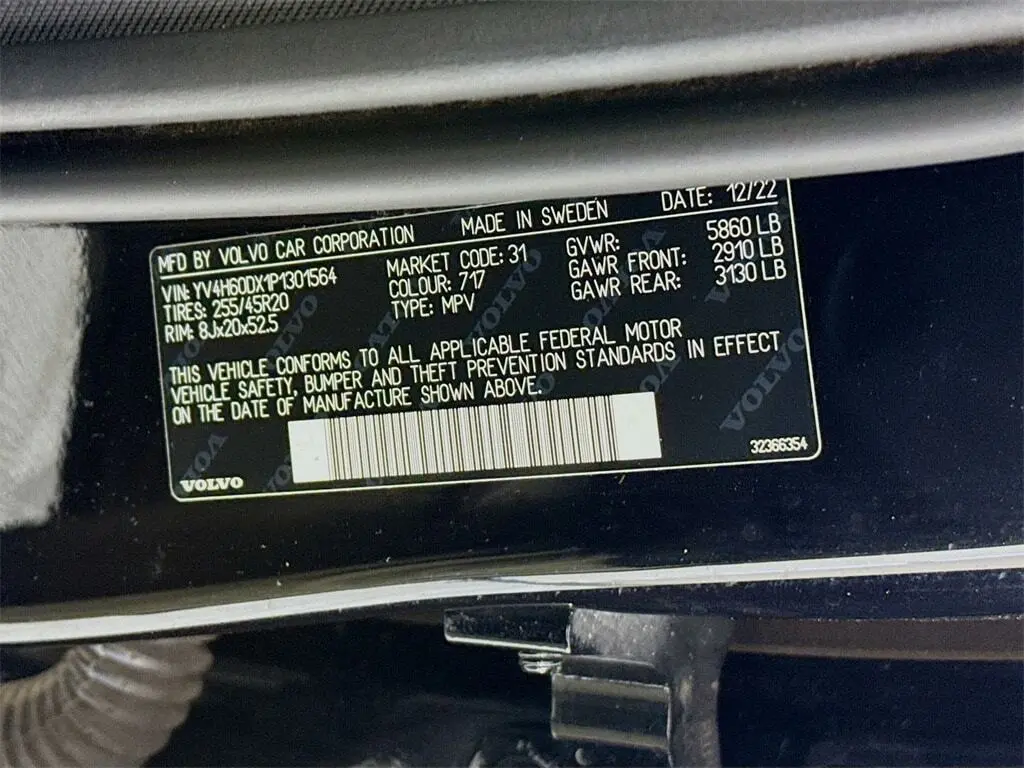 MFD BY VOLVO CAR CORPORATION MADE IN SWEDEN DATE: 12/22
VIN: YV4H60DX1P1301564 MARKET CODE: 31 GVWR: 5860 LB
TIRES: 255/45R20 COLOUR: 717 GAWR FRONT: 2910 LB
RIM: 8Jx20x52.5 TYPE: MPV GAWR REAR: 3130 LB
THIS VEHICLE CONFORMS TO ALL APPLICABLE FEDERAL MOTOR
VEHICLE SAFETY, BUMPER AND THEFT PREVENTION STANDARDS IN EFFECT
ON THE DATE OF MANUFACTURE SHOWN ABOVE.
VOLVO 32366354